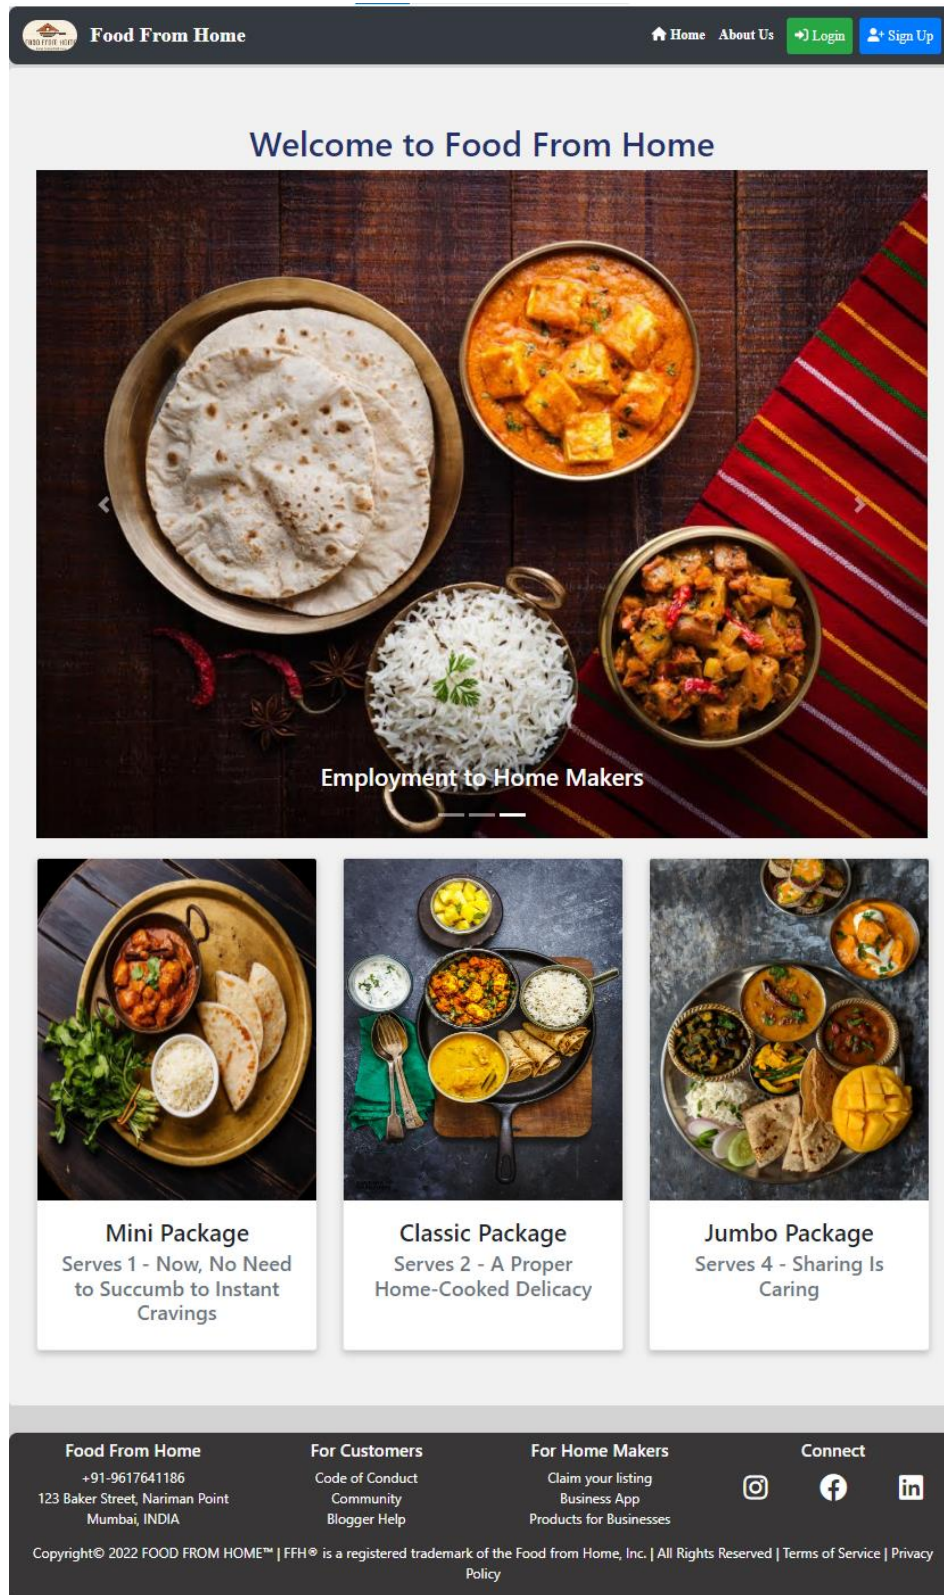 FOOD FROM HOME
Food From Home
Home
About Us
Login
Sign Up
Welcome to Food From Home
Employment to Home Makers
Mini Package
Serves 1 - Now, No Need
to Succumb to Instant
Cravings
Classic Package
Serves 2 - A Proper
Home-Cooked Delicacy
Jumbo Package
Serves 4 - Sharing Is
Caring
Food From Home
+91-9617641186
123 Baker Street, Nariman Point
Mumbai, INDIA
For Customers
Code of Conduct
Community
Blogger Help
For Home Makers
Claim your listing
Business App
Products for Businesses
Connect
Copyright© 2022 FOOD FROM HOME™ | FFH® is a registered trademark of the Food from Home, Inc. | All Rights Reserved | Terms of Service | Privacy
Policy